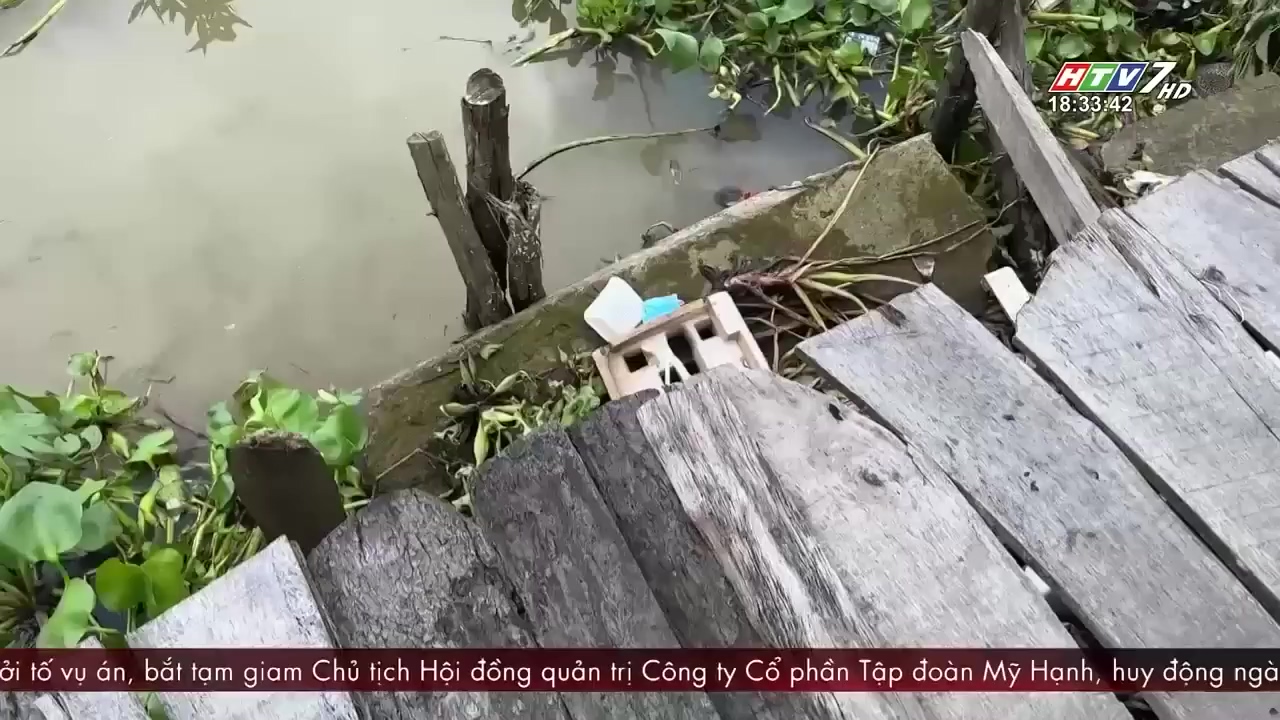 HTV7 HD
18:33:42
ởi tố vụ án, bắt tạm giam Chủ tịch Hội đồng quản trị Công ty Cổ phần Tập đoàn Mỹ Hạnh, huy động ngà